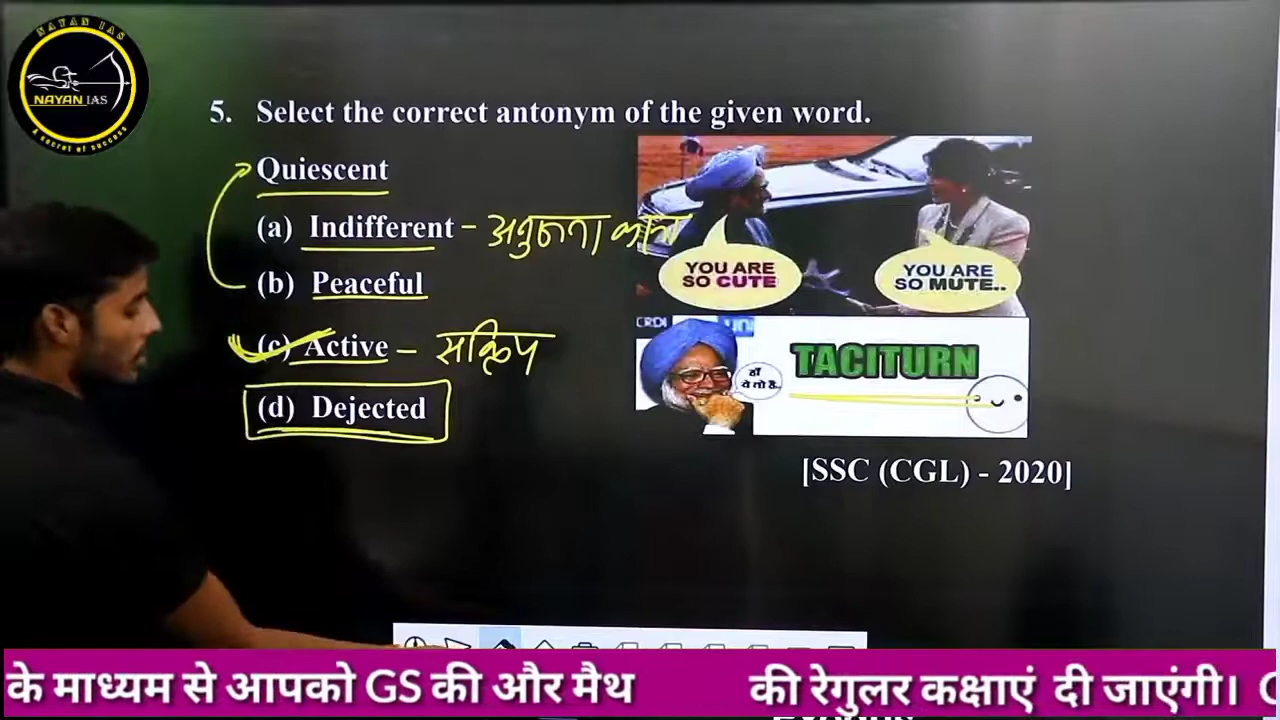 NAYAN IAS
NAYAN IAS
A secret of success
5. Select the correct antonym of the given word.
Quiescent
(a) Indifferent –
(b) Peaceful
(c) Active – सक्रिय
(d) Dejected
YOU ARE
SO CUTE
YOU ARE
SO MUTE..
CRDI
UNI
हाँ
ये तो है..
TACITURN
[SSC (CGL) - 2020]
के माध्यम से आपको GS की और मैथ की रेगुलर कक्षाएं दी जाएंगी।